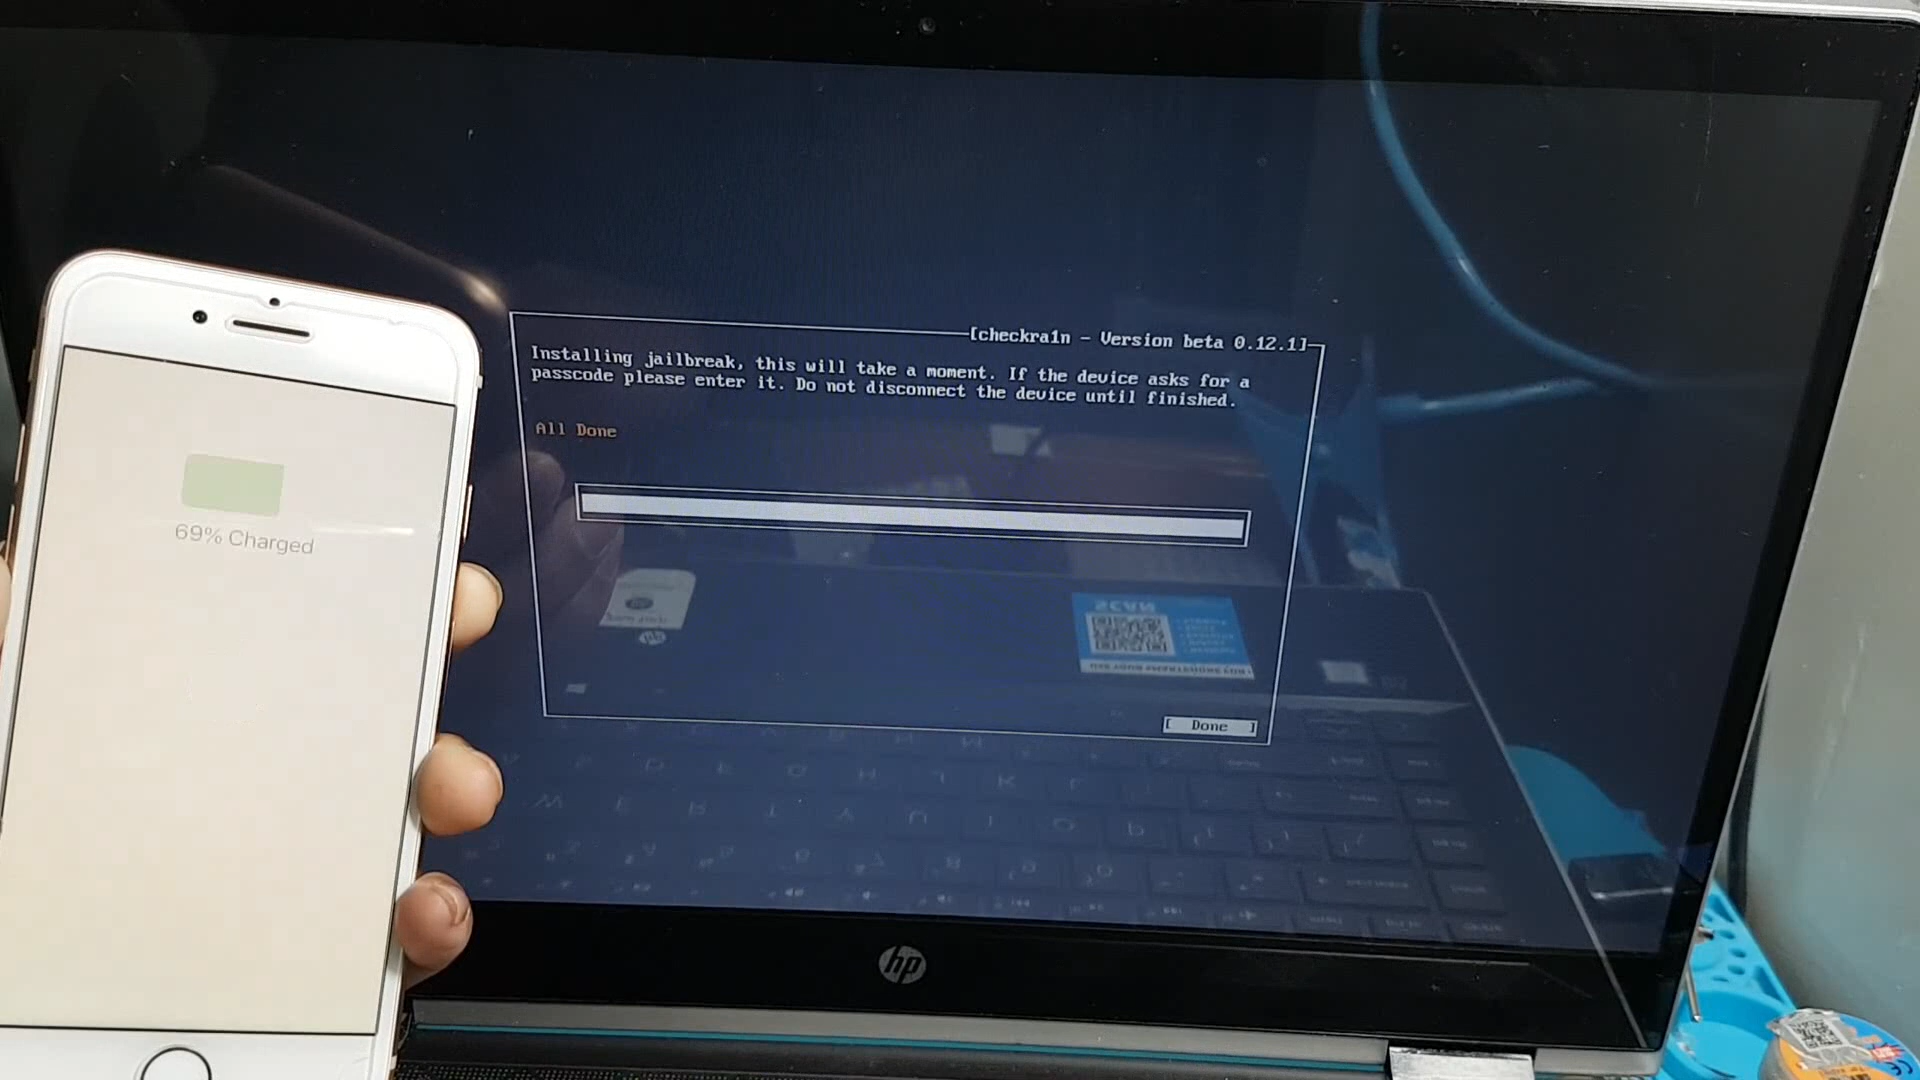 [checkra1n - Version beta 0.12.1]
Installing jailbreak, this will take a moment. If the device asks for a
passcode please enter it. Do not disconnect the device until finished.
All Done
69% Charged
SCAN
[ Done ]
hp